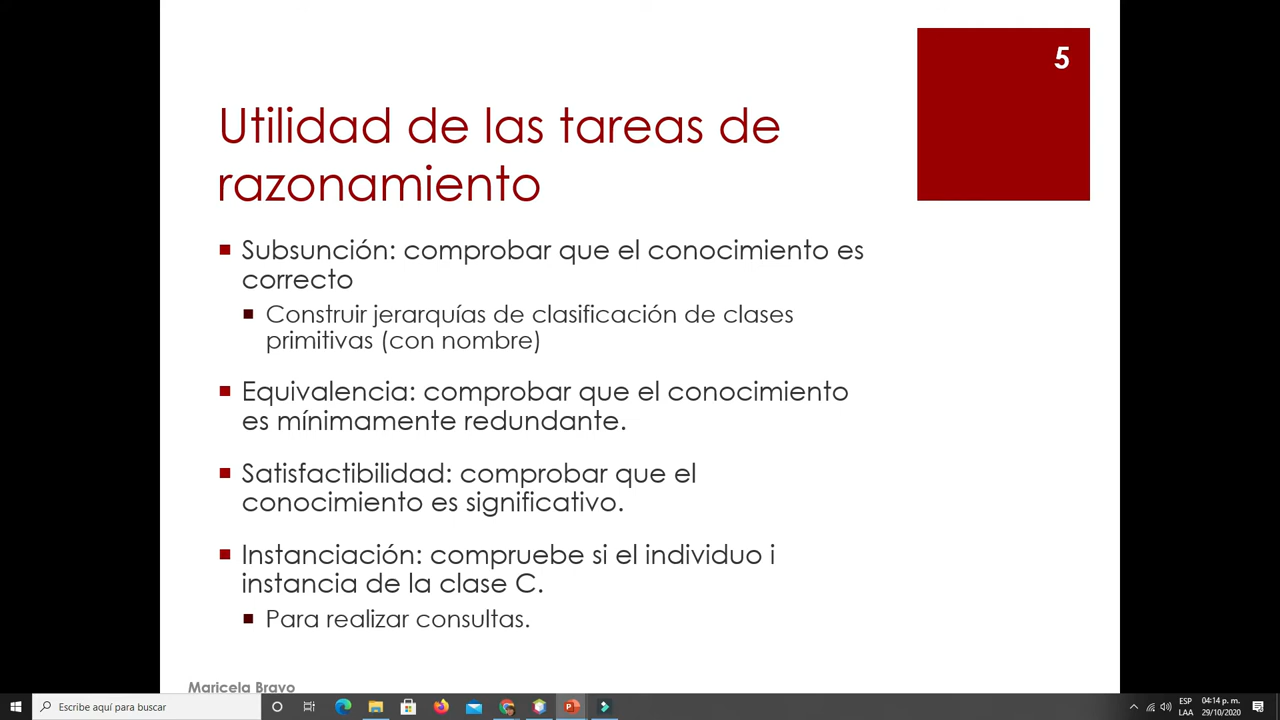 5
Utilidad de las tareas de
razonamiento
Subsunción: comprobar que el conocimiento es
correcto
Construir jerarquías de clasificación de clases
primitivas (con nombre)
Equivalencia: comprobar que el conocimiento
es mínimamente redundante.
Satisfactibilidad: comprobar que el
conocimiento es significativo.
Instanciación: compruebe si el individuo i
instancia de la clase C.
Para realizar consultas.
Maricela Bravo
Escribe aquí para buscar
ESP
LAA
04:14 p. m.
29/10/2020